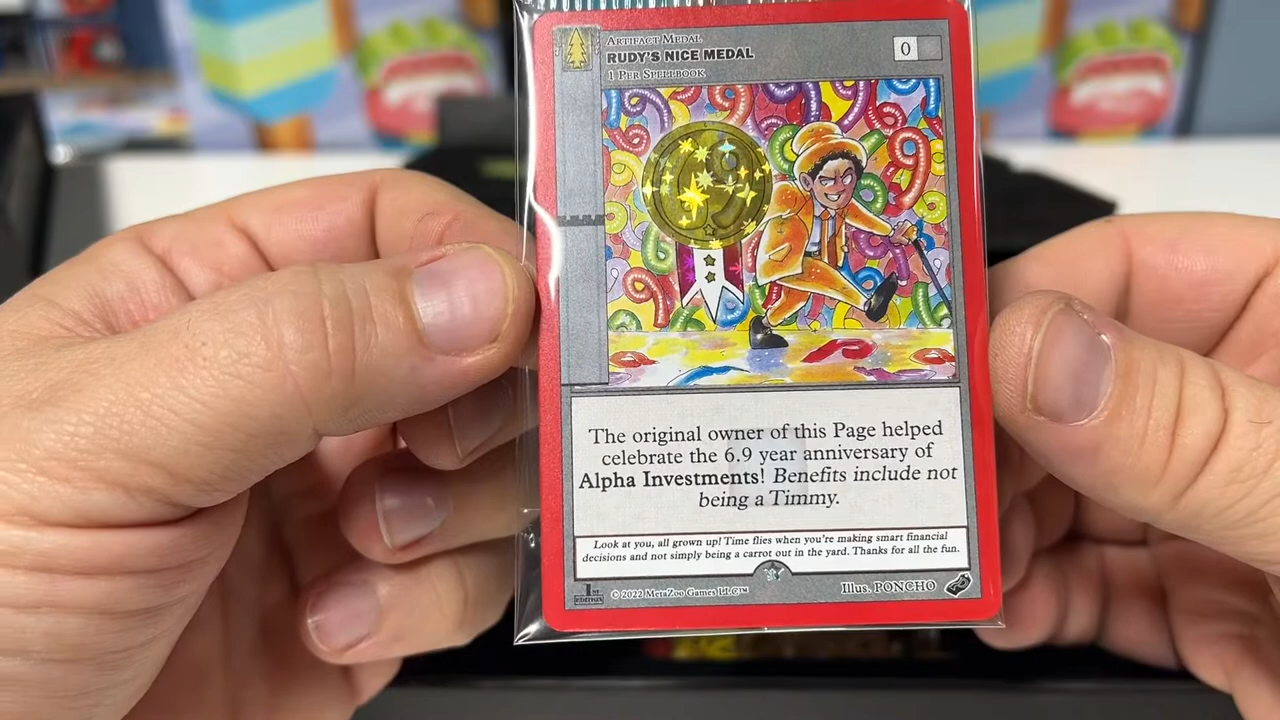 ARTIFACT MEDAL
RUDY'S NICE MEDAL
1 PER SPELLBOOK
0
69
The original owner of this Page helped
celebrate the 6.9 year anniversary of
Alpha Investments! Benefits include not
being a Timmy.
Look at you, all grown up! Time flies when you're making smart financial
decisions and not simply being a carrot out in the yard. Thanks for all the fun.
1ST
EDITION
© 2022 MetaZoo Games LLC™
Illus. PONCHO